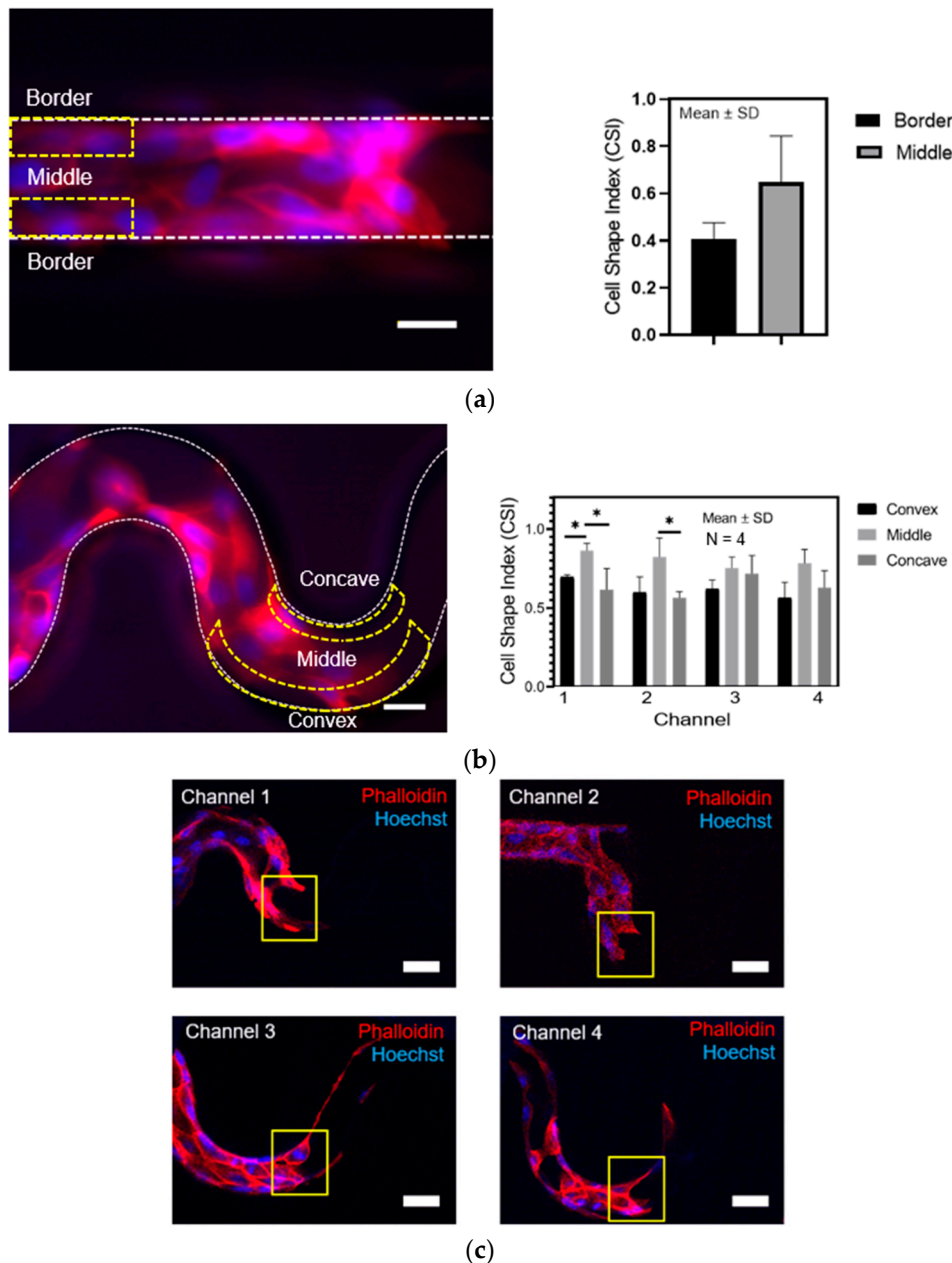 Border
Middle
Border
1.0
0.8
0.6
0.4
0.2
0.0
Cell Shape Index (CSI)
Mean ± SD
Border
Middle
(a)
Concave
Middle
Convex
1.0
0.5
0.0
Cell Shape Index (CSI)
* * *
Mean ± SD
N = 4
1 2 3 4
Channel
Convex
Middle
Concave
(b)
Channel 1
Phalloidin
Hoechst
Channel 2
Phalloidin
Hoechst
Channel 3
Phalloidin
Hoechst
Channel 4
Phalloidin
Hoechst
(c)